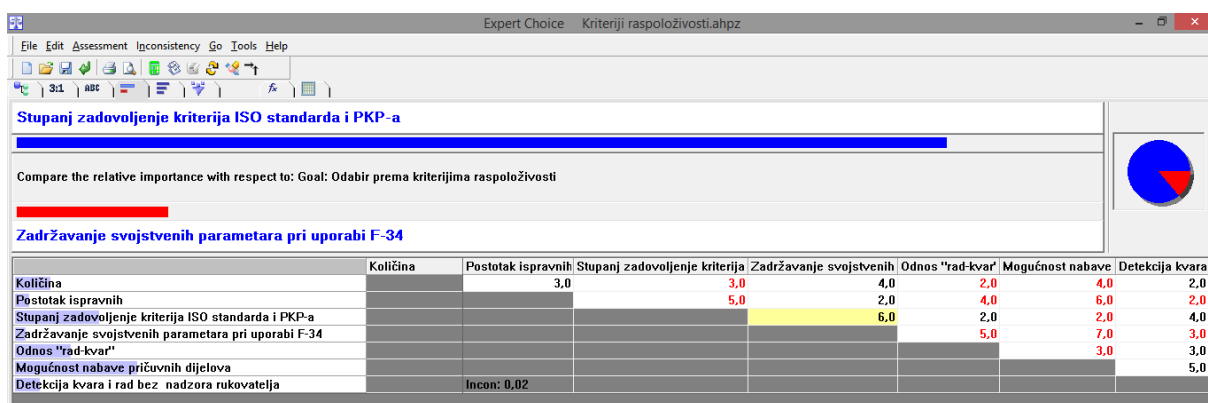 Expert Choice Kriteriji raspoloživosti.ahpz
File Edit Assessment Inconsistency Go Tools Help
3:1 ABC fx
Stupanj zadovoljenje kriterija ISO standarda i PKP-a
Compare the relative importance with respect to: Goal: Odabir prema kriterijima raspoloživosti
Zadržavanje svojstvenih parametara pri uporabi F-34
Količina Postotak ispravnih Stupanj zadovoljenje kriterija Zadržavanje svojstvenih Odnos "rad-kvar" Mogućnost nabave Detekcija kvara
Količina 3,0 3,0 4,0 2,0 4,0 2,0
Postotak ispravnih 5,0 2,0 4,0 6,0 2,0
Stupanj zadovoljenje kriterija ISO standarda i PKP-a 6,0 2,0 2,0 4,0
Zadržavanje svojstvenih parametara pri uporabi F-34 5,0 7,0 3,0
Odnos "rad-kvar" 3,0 3,0
Mogućnost nabave pričuvnih dijelova 5,0
Detekcija kvara i rad bez nadzora rukovatelja Incon: 0,02